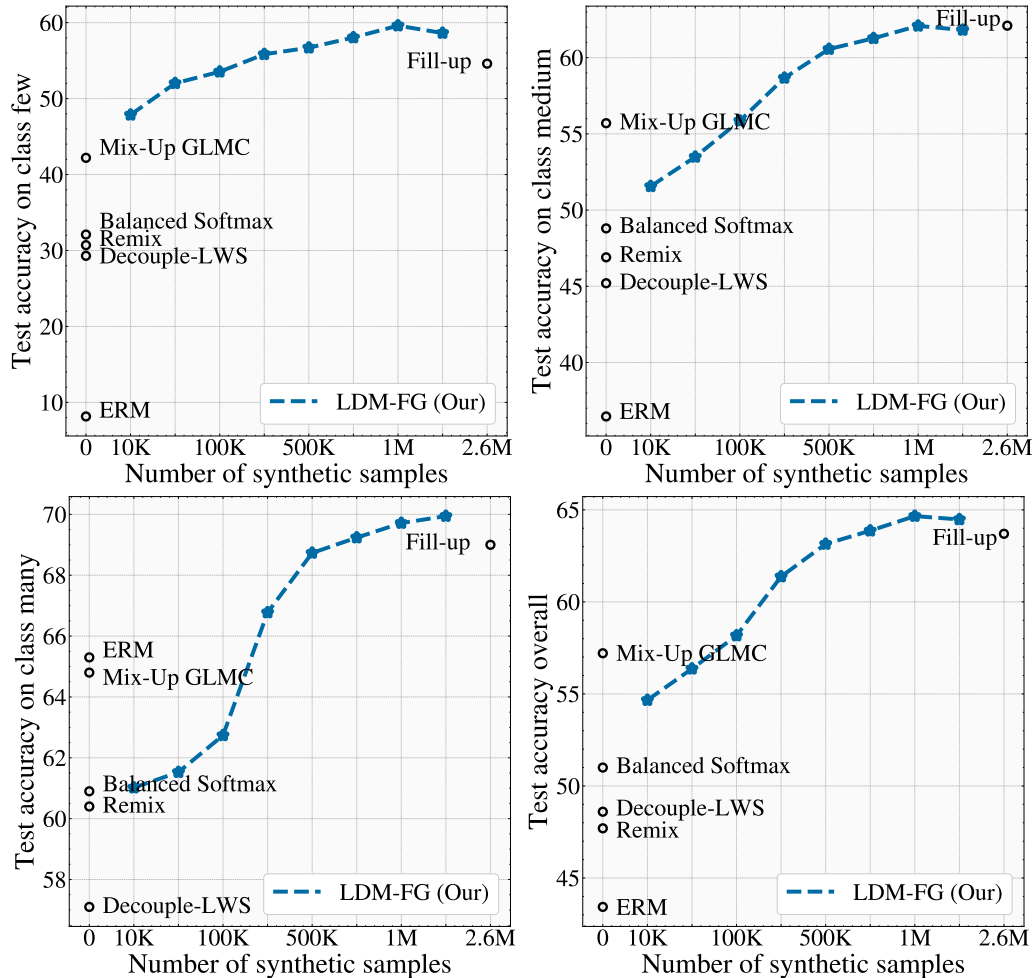 Test accuracy on class few
60
50
40
30
20
10
Fill-up
Mix-Up GLMC
Balanced Softmax
Remix
Decouple-LWS
ERM
LDM-FG (Our)
0 10K 100K 500K 1M 2.6M
Number of synthetic samples
Test accuracy on class medium
60
55
50
45
40
Fill-up
Mix-Up GLMC
Balanced Softmax
Remix
Decouple-LWS
ERM
LDM-FG (Our)
0 10K 100K 500K 1M 2.6M
Number of synthetic samples
Test accuracy on class many
70
68
66
64
62
60
58
Fill-up
ERM
Mix-Up GLMC
Balanced Softmax
Remix
Decouple-LWS
LDM-FG (Our)
0 10K 100K 500K 1M 2.6M
Number of synthetic samples
Test accuracy overall
65
60
55
50
45
Fill-up
Mix-Up GLMC
Balanced Softmax
Decouple-LWS
Remix
ERM
LDM-FG (Our)
0 10K 100K 500K 1M 2.6M
Number of synthetic samples